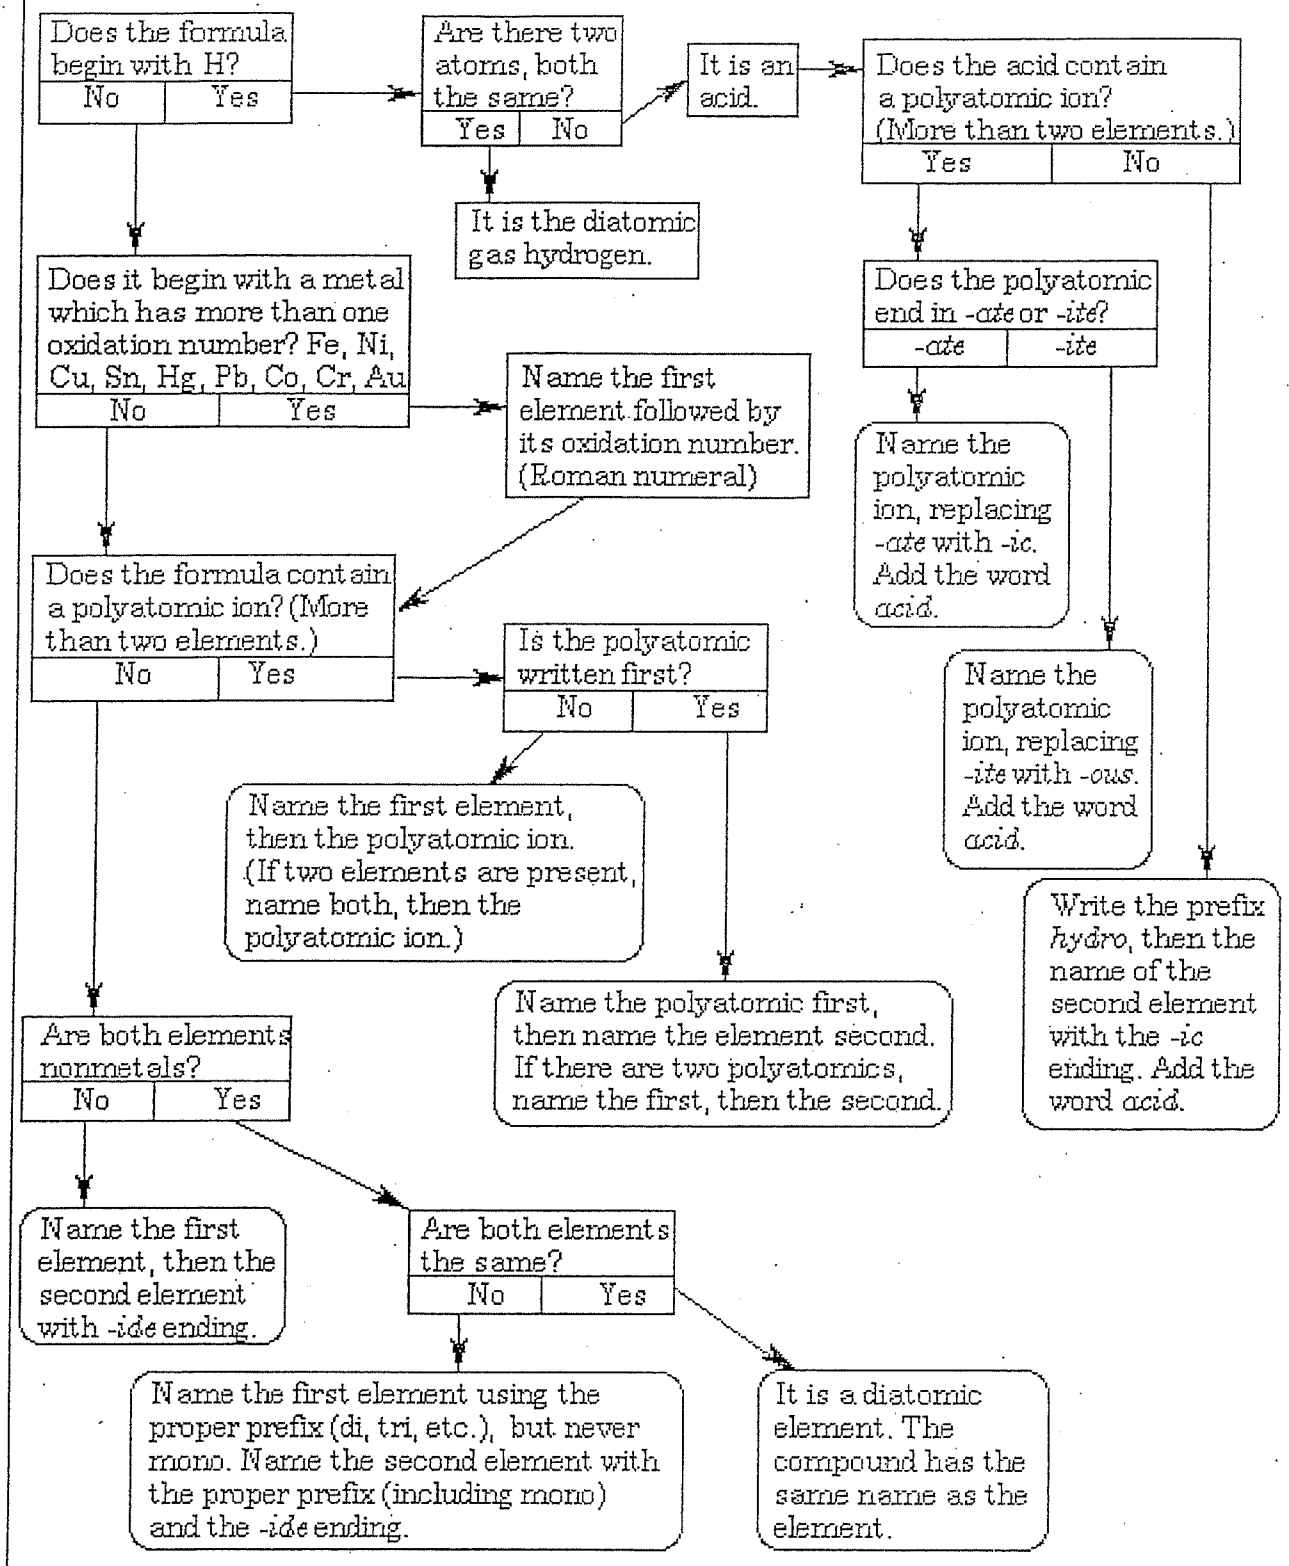 Does the formula
begin with H?
No Yes
Are there two
atoms, both
the same?
Yes No
It is an
acid.
Does the acid contain
a polyatomic ion?
(More than two elements.)
Yes No
It is the diatomic
gas hydrogen.
Does it begin with a metal
which has more than one
oxidation number? Fe, Ni,
Cu, Sn, Hg, Pb, Co, Cr, Au
No Yes
Name the first
element followed by
its oxidation number.
(Roman numeral)
Does the polyatomic
end in -ate or -ite?
-ate -ite
Name the
polyatomic
ion, replacing
-ate with -ic.
Add the word
acid.
Does the formula contain
a polyatomic ion? (More
than two elements.)
No Yes
Is the polyatomic
written first?
No Yes
Name the
polyatomic
ion, replacing
-ite with -ous.
Add the word
acid.
Name the first element,
then the polyatomic ion.
(If two elements are present,
name both, then the
polyatomic ion.)
Write the prefix
hydro, then the
name of the
second element
with the -ic
ending. Add the
word acid.
Name the polyatomic first,
then name the element second.
If there are two polyatomics,
name the first, then the second.
Are both elements
nonmetals?
No Yes
Name the first
element, then the
second element
with -ide ending.
Are both elements
the same?
No Yes
Name the first element using the
proper prefix (di, tri, etc.), but never
mono. Name the second element with
the proper prefix (including mono)
and the -ide ending.
It is a diatomic
element. The
compound has the
same name as the
element.